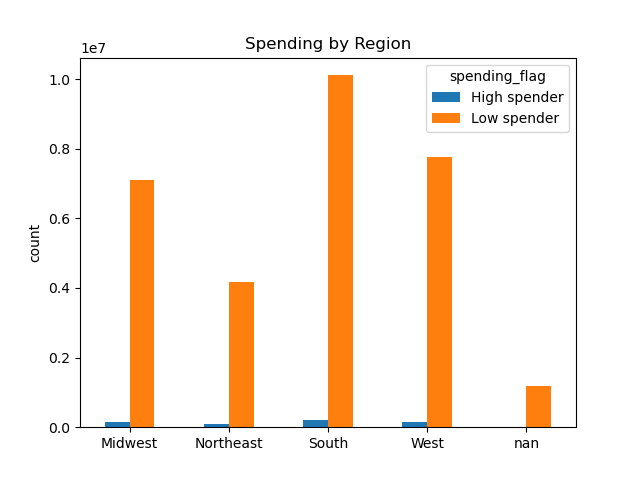 Spending by Region
1e7
1.0
0.8
0.6
0.4
0.2
0.0
count
spending_flag
High spender
Low spender
Midwest Northeast South West nan